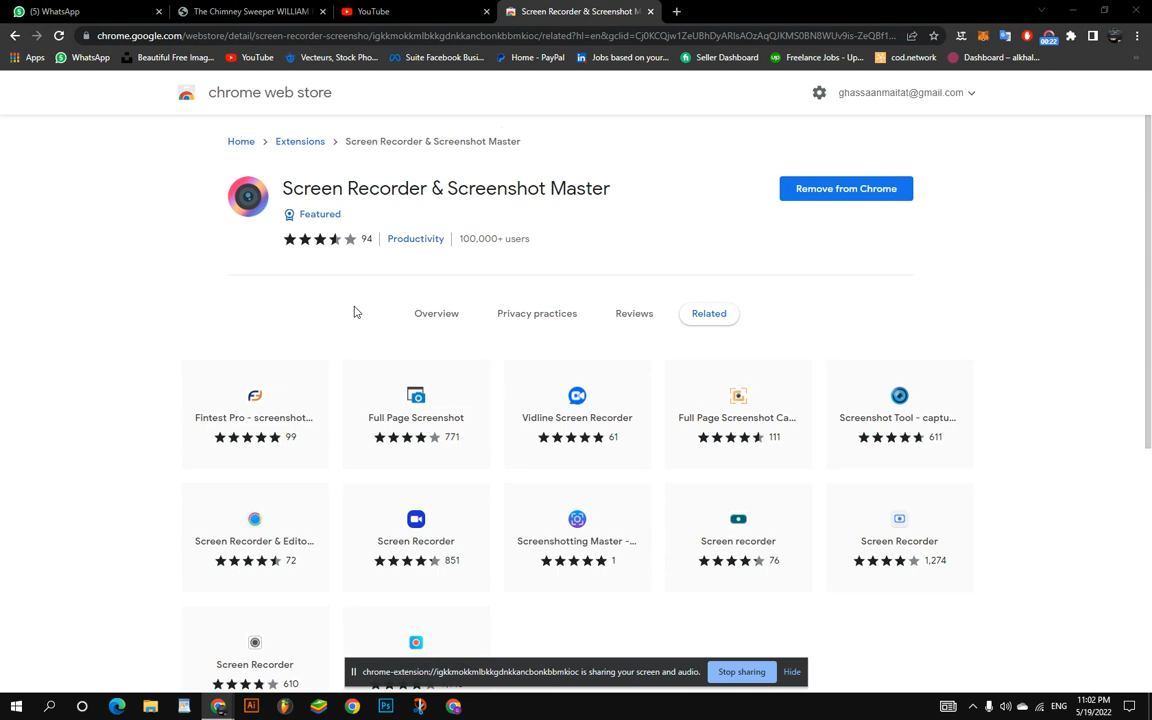 (5) WhatsApp
The Chimney Sweeper WILLIAM
YouTube
Screen Recorder & Screenshot M
chrome.google.com/webstore/detail/screen-recorder-screensho/igkkmokkmlbkkgdnkkancbonkbbmkioc/related?hl=en&gclid=Cj0KCQjw1ZeUBhDyARIsAOzAqQJKMS0BN8WUv9is-ZeQBf1...
00:22
Apps
WhatsApp
Beautiful Free Imag...
YouTube
Vecteurs, Stock Pho...
Suite Facebook Busi...
Home - PayPal
Jobs based on your...
Seller Dashboard
Freelance Jobs - Up...
cod.network
Dashboard – alkhal...
chrome web store
ghassaanmaitat@gmail.com
Home > Extensions > Screen Recorder & Screenshot Master
Screen Recorder & Screenshot Master
Remove from Chrome
Featured
94
Productivity
100,000+ users
Overview
Privacy practices
Reviews
Related
Fintest Pro - screenshot...
99
Full Page Screenshot
771
Vidline Screen Recorder
61
Full Page Screenshot Ca...
111
Screenshot Tool - captu...
611
Screen Recorder & Edito...
72
Screen Recorder
851
Screenshotting Master -...
1
Screen recorder
76
Screen Recorder
1,274
Screen Recorder
610
chrome-extension://igkkmokkmlbkkgdnkkancbonkbbmkioc is sharing your screen and audio.
Stop sharing
Hide
Ai
Ps
ENG
11:02 PM
5/19/2022